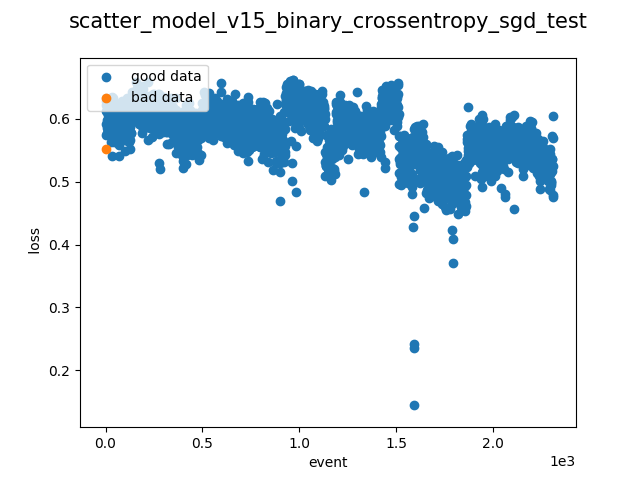 scatter_model_v15_binary_crossentropy_sgd_test
good data
bad data
0.6
0.5
0.4
0.3
0.2
loss
0.0
0.5
1.0
1.5
2.0
event
1e3